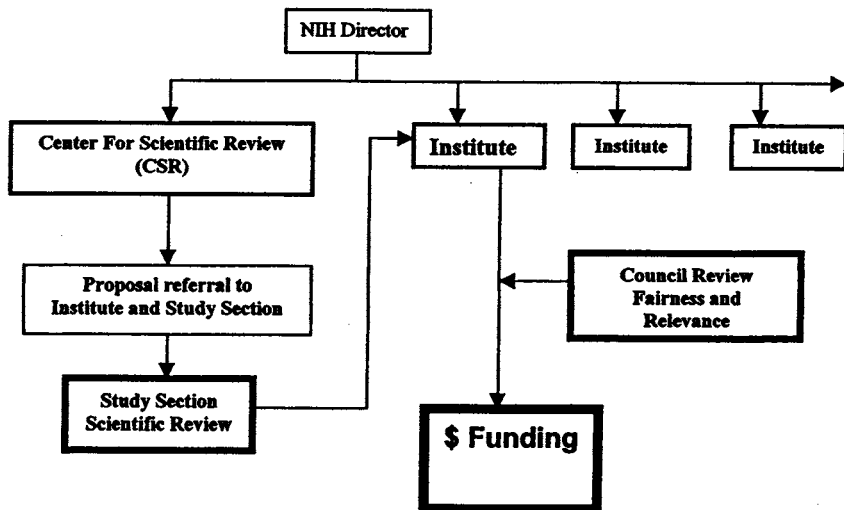 NIH Director
Center For Scientific Review
(CSR)
Institute
Institute
Institute
Proposal referral to
Institute and Study Section
Council Review
Fairness and
Relevance
Study Section
Scientific Review
$ Funding